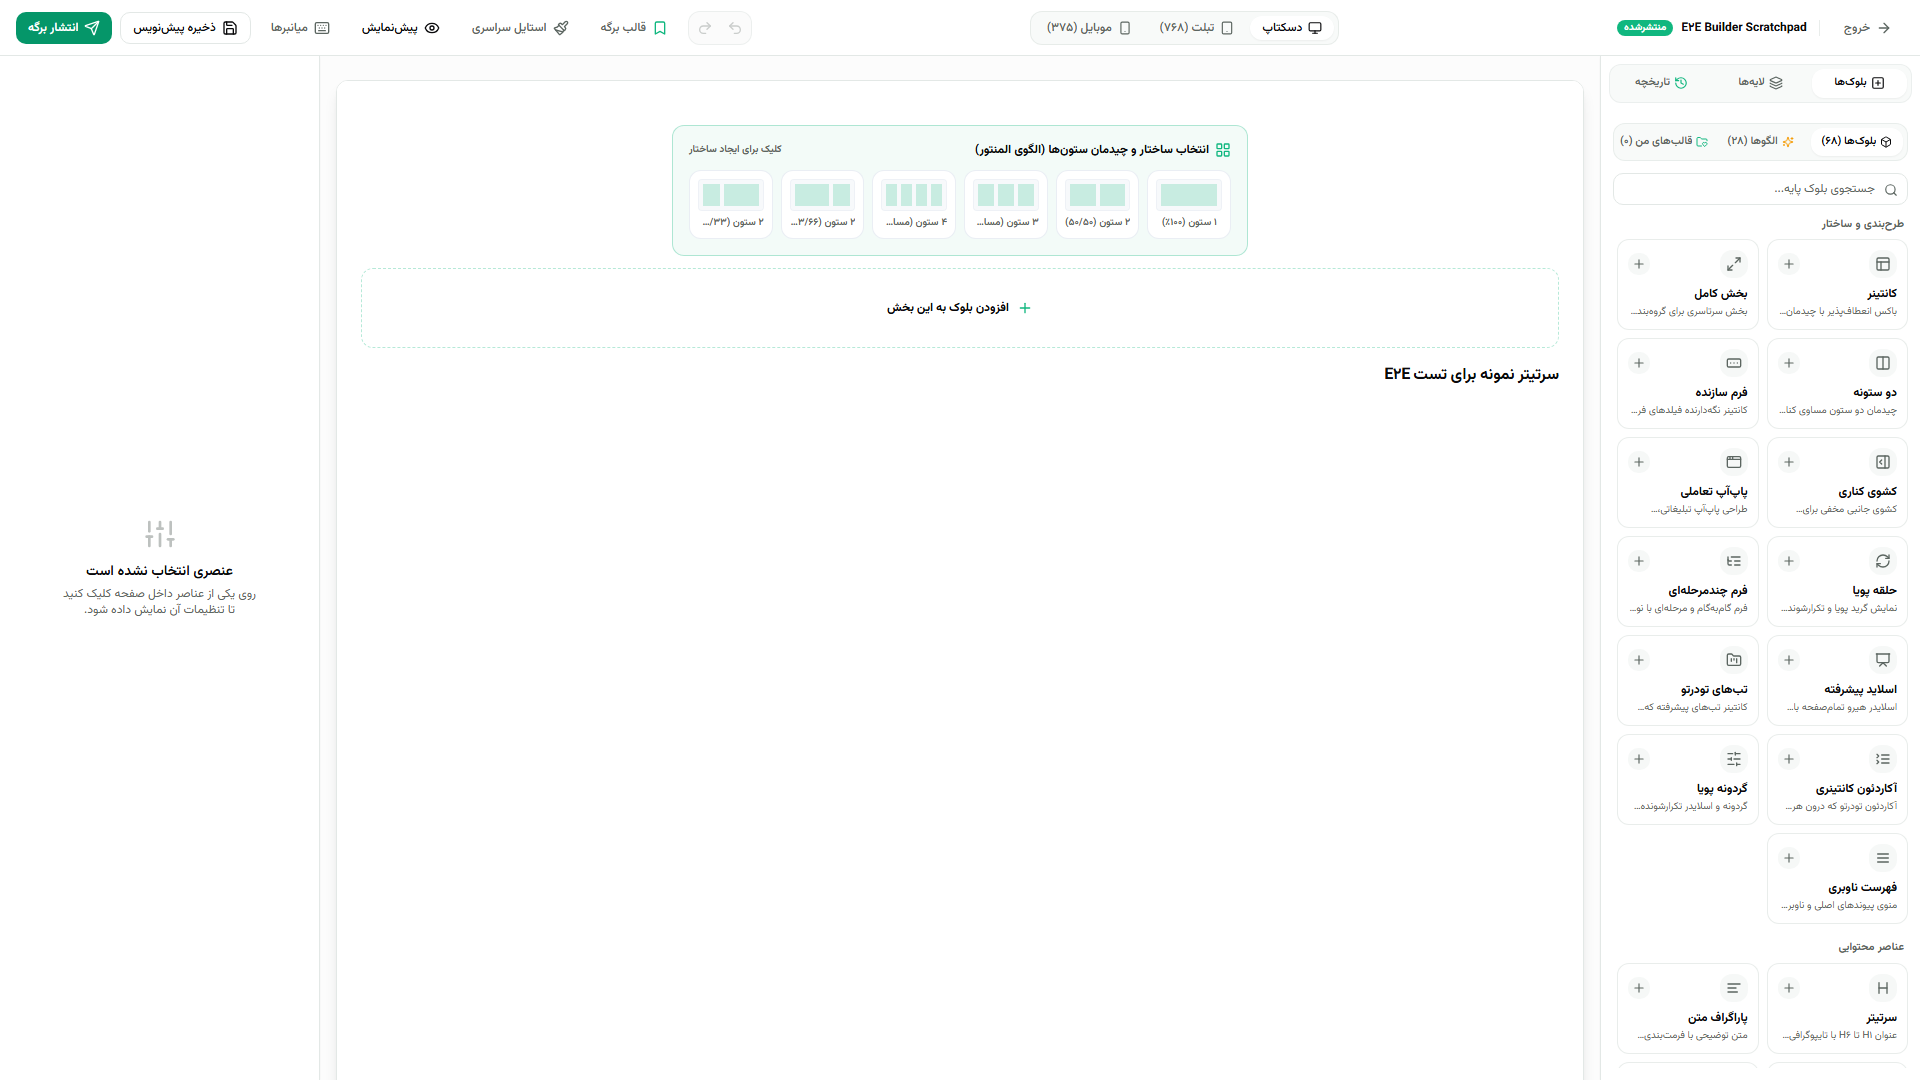 خروج
E2E Builder Scratchpad
منتشرشده
دسکتاپ
تبلت (۷۶۸)
موبایل (۳۷۵)
قالب برگه
استایل سراسری
پیش‌نمایش
میانبرها
ذخیره پیش‌نویس
انتشار برگه
بلوک‌ها
لایه‌ها
تاریخچه
بلوک‌ها (۶۸)
الگوها (۲۸)
قالب‌های من (۰)
جستجوی بلوک پایه...
طرح‌بندی و ساختار
کانتینر
باکس انعطاف‌پذیر با چیدمان...
بخش کامل
بخش سرتاسری برای گروه‌بند...
دو ستونه
چیدمان دو ستون مساوی کنا...
فرم سازنده
کانتینر نگه‌دارنده فیلدهای فر...
کشوی کناری
کشوی جانبی مخفی برای...
پاپ‌آپ تعاملی
طراحی پاپ‌آپ تبلیغاتی،...
حلقه پویا
نمایش گرید پویا و تکرارشوند...
فرم چندمرحله‌ای
فرم گام‌به‌گام و مرحله‌ای با نو...
اسلاید پیشرفته
اسلایدر هیرو تمام‌صفحه با...
تب‌های تودرتو
کانتینر تب‌های پیشرفته که...
آکاردئون کانتینری
آکاردئون تودرتو که درون هر...
گردونه پویا
گردونه و اسلایدر تکرارشونده...
فهرست ناوبری
منوی پیوندهای اصلی و ناوبر...
عناصر محتوایی
سرتیتر
عنوان H۱ تا H۶ با تایپوگرافی...
پاراگراف متن
متن توضیحی با فرمت‌بندی...
انتخاب ساختار و چیدمان ستون‌ها (الگوی المنتور)
کلیک برای ایجاد ساختار
۱ ستون (۱۰۰٪)
۲ ستون (۵۰/۵۰)
۳ ستون (مسا...
۴ ستون (مسا...
۲ ستون (۳/۶۶...
۲ ستون (۳۳/...
افزودن بلوک به این بخش
سرتیتر نمونه برای تست E۲E
عنصری انتخاب نشده است
روی یکی از عناصر داخل صفحه کلیک کنید
تا تنظیمات آن نمایش داده شود.